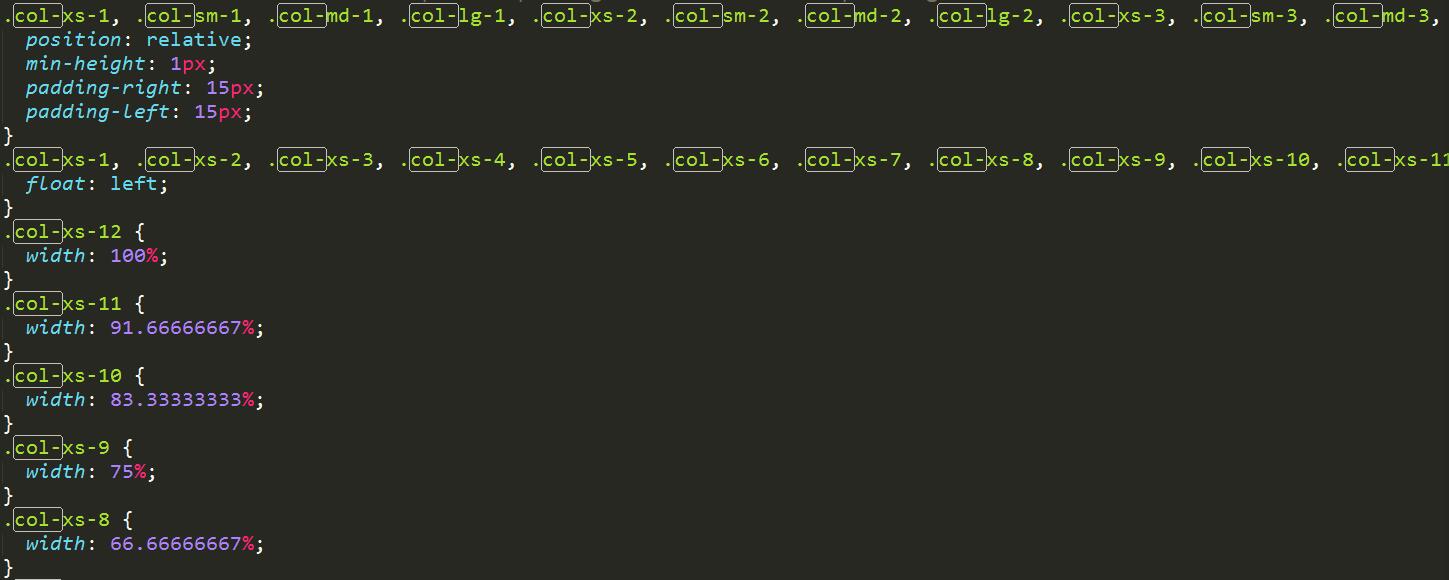 .col-xs-1, .col-sm-1, .col-md-1, .col-lg-1, .col-xs-2, .col-sm-2, .col-md-2, .col-lg-2, .col-xs-3, .col-sm-3, .col-md-3,
  position: relative;
  min-height: 1px;
  padding-right: 15px;
  padding-left: 15px;
}
.col-xs-1, .col-xs-2, .col-xs-3, .col-xs-4, .col-xs-5, .col-xs-6, .col-xs-7, .col-xs-8, .col-xs-9, .col-xs-10, .col-xs-11
  float: left;
}
.col-xs-12 {
  width: 100%;
}
.col-xs-11 {
  width: 91.66666667%;
}
.col-xs-10 {
  width: 83.33333333%;
}
.col-xs-9 {
  width: 75%;
}
.col-xs-8 {
  width: 66.66666667%;
}